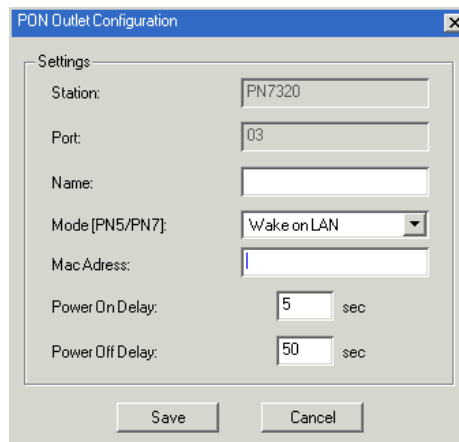 PON Outlet Configuration
Settings
Station: PN7320
Port: 03
Name:
Mode [PN5/PN7]: Wake on LAN
Mac Adress:
Power On Delay: 5 sec
Power Off Delay: 50 sec
Save Cancel